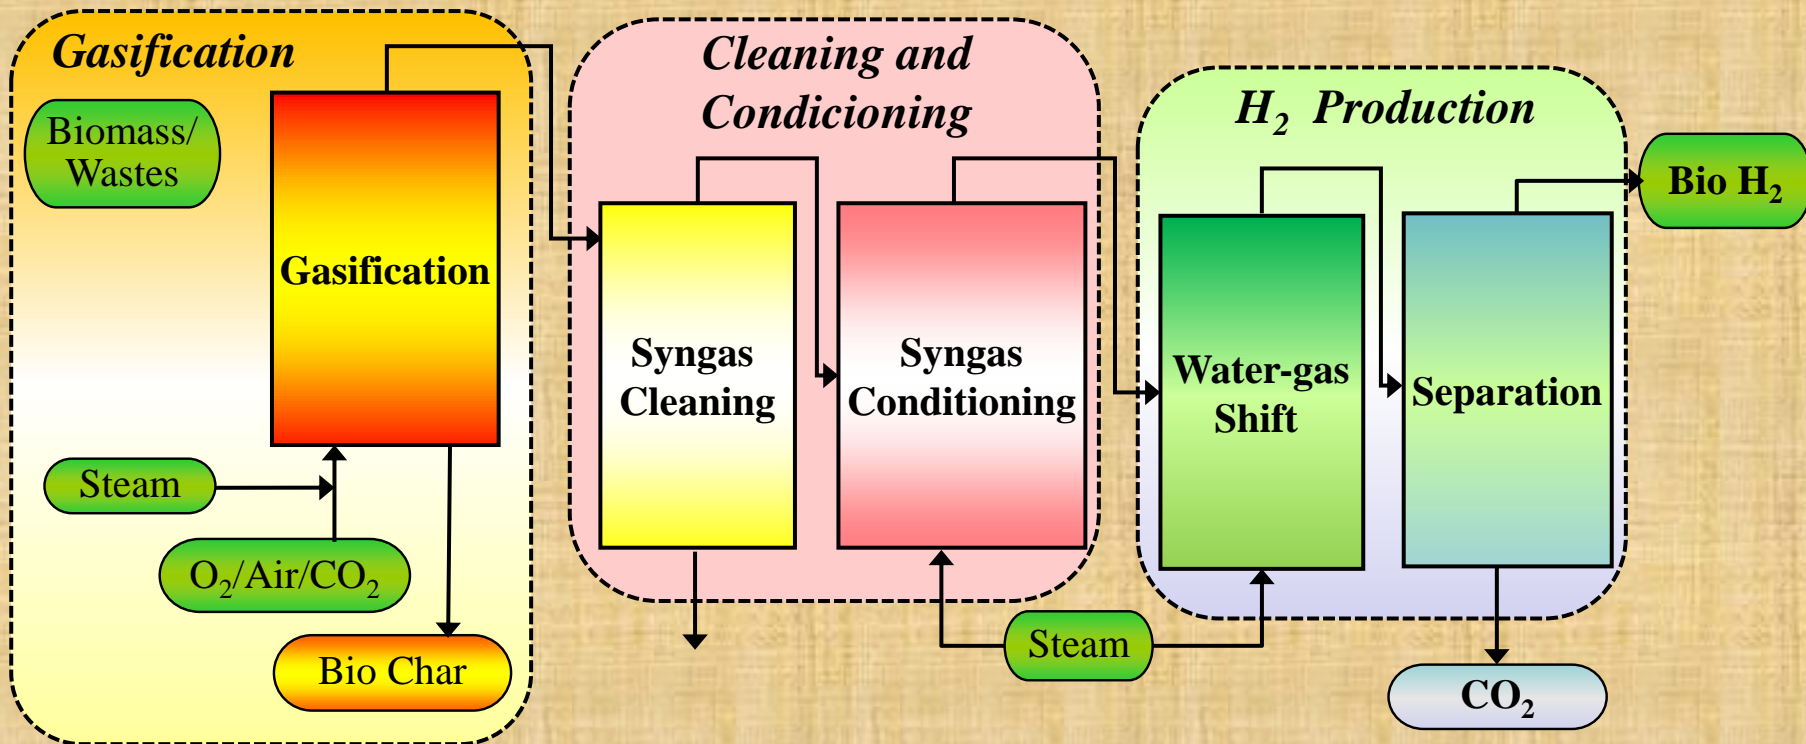 Gasification
Biomass/
Wastes
Gasification
Steam
O₂/Air/CO₂
Bio Char
Cleaning and
Condicioning
Syngas
Cleaning
Syngas
Conditioning
Steam
H₂ Production
Water-gas
Shift
Separation
Bio H₂
CO₂